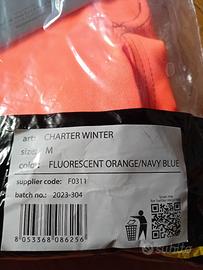 art.: CHARTER WINTER
size: M
color: FLUORESCENT ORANGE/NAVY BLUE
supplier code: F0311
batch no.: 2023-304
8 053368 086256
subito